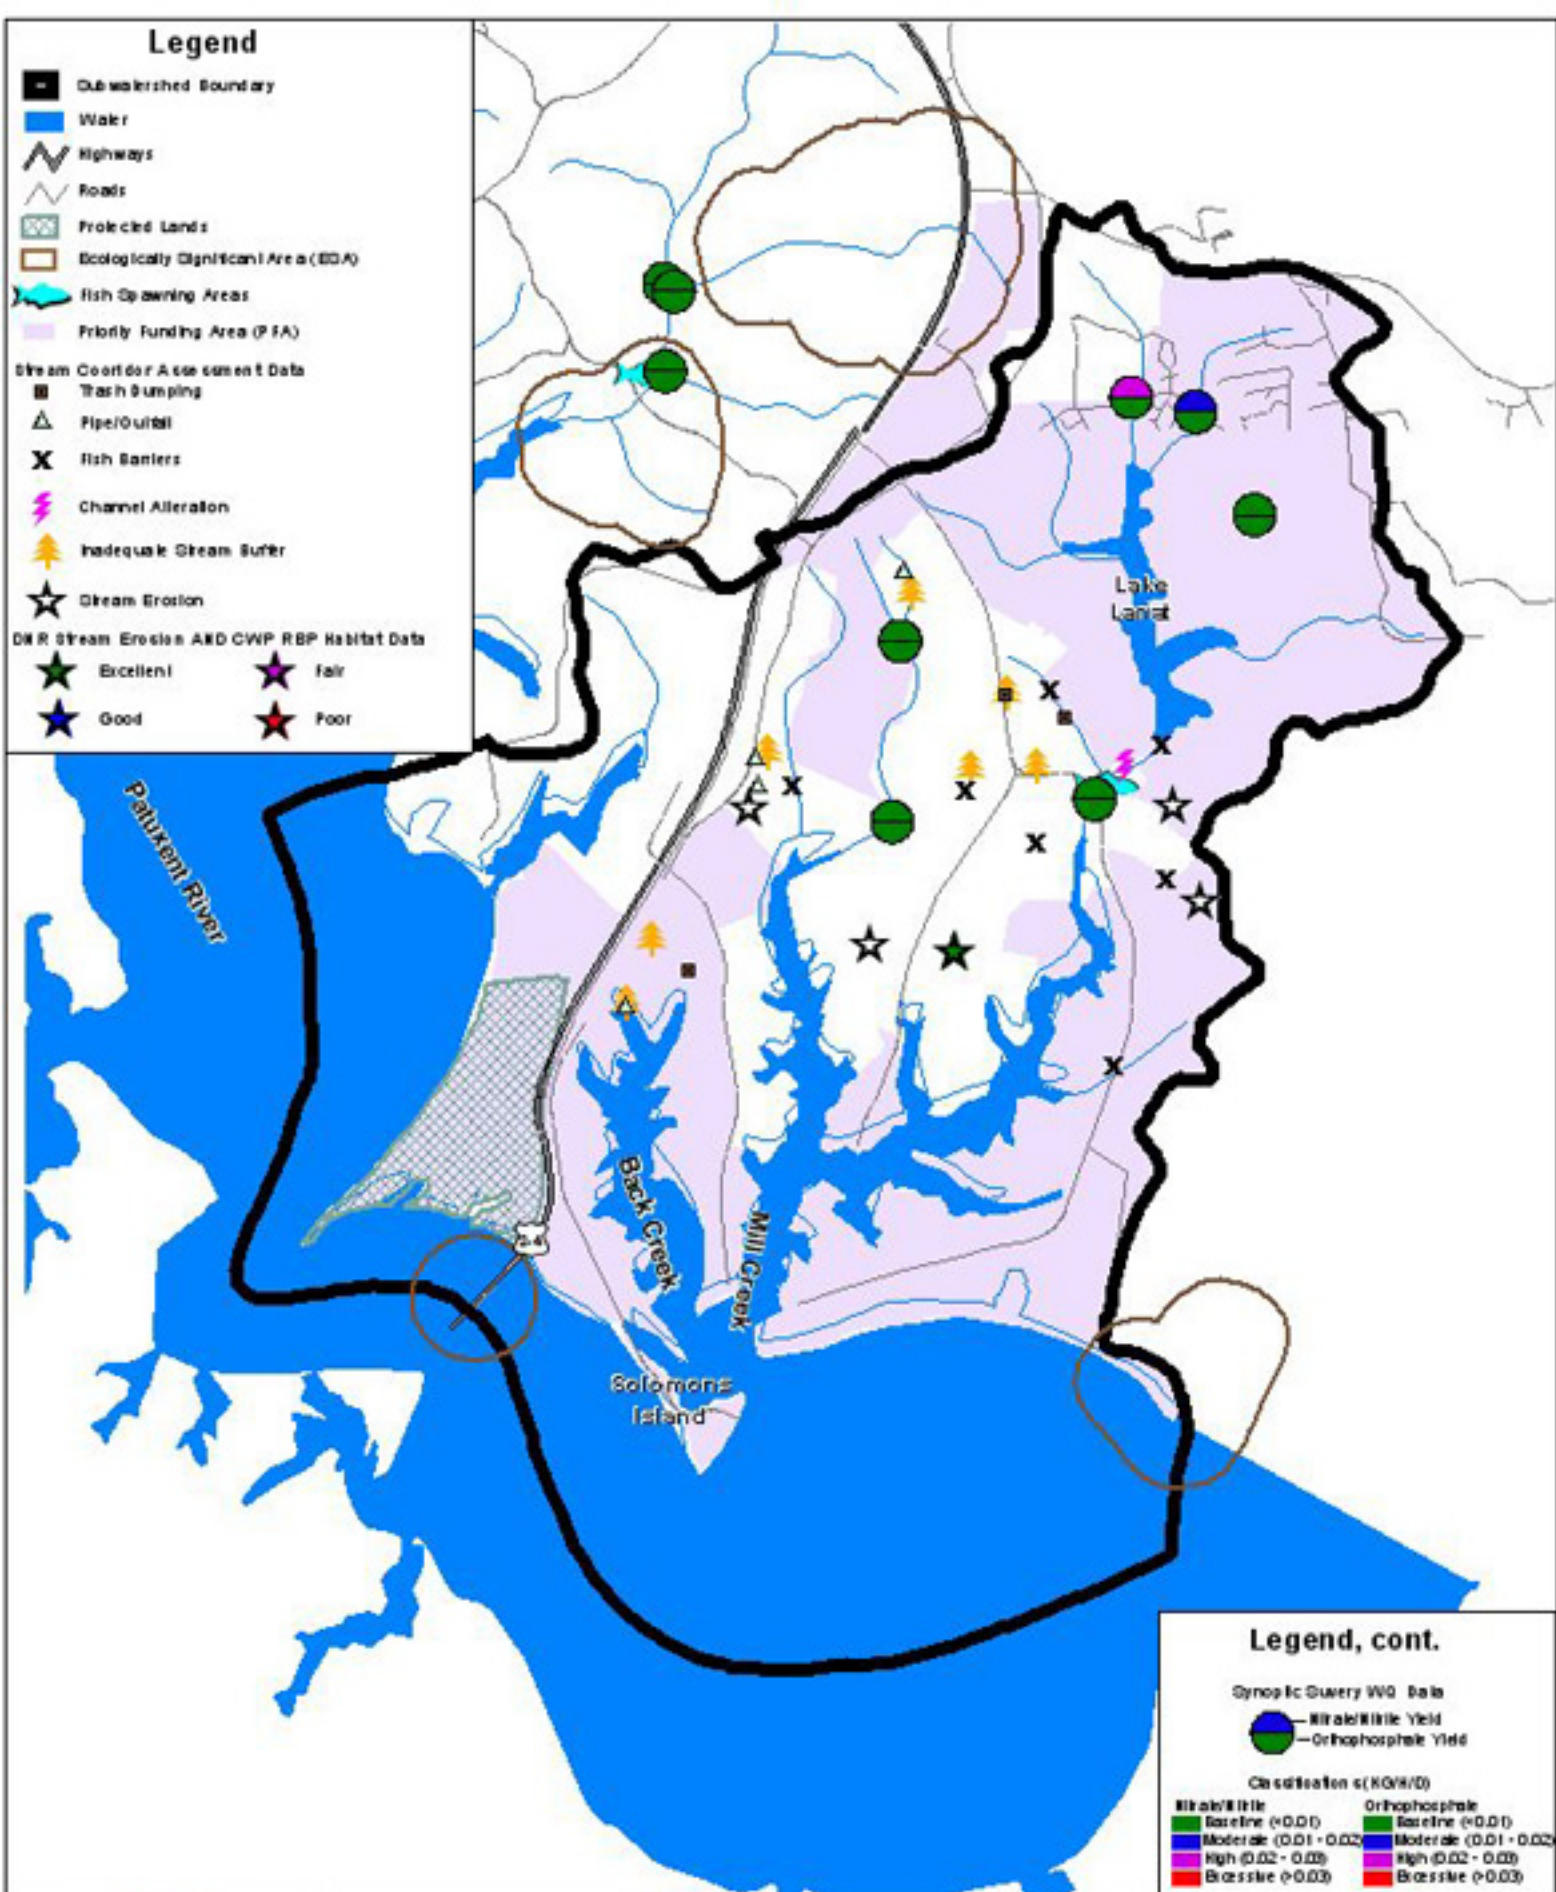 Legend
Subwatershed Boundary
Water
Highways
Roads
Protected Lands
Ecologically Significant Area (ESA)
Fish Spawning Areas
Priority Funding Area (PFA)
Stream Cooridor Assessment Data
Trash Dumping
Pipe/Outfall
Fish Barriers
Channel Alteration
Inadequate Stream Buffer
Stream Erosion
DNR Stream Erosion AND CWP RBP Habitat Data
Excellent
Fair
Good
Poor
Lake
Lariat
Patuxent River
2-4
Back Creek
Mill Creek
Solomons
Island
Legend, cont.
Synoptic Suvery WQ Data
Nitrate/Nitrite Yield
Orthophosphate Yield
Classifications (KG/H/D)
Nitrate/Nitrite
Orthophosphate
Baseline (<0.01)
Baseline (<0.01)
Moderate (0.01 - 0.02)
Moderate (0.01 - 0.02)
High (0.02 - 0.03)
High (0.02 - 0.03)
Excessive (>0.03)
Excessive (>0.03)